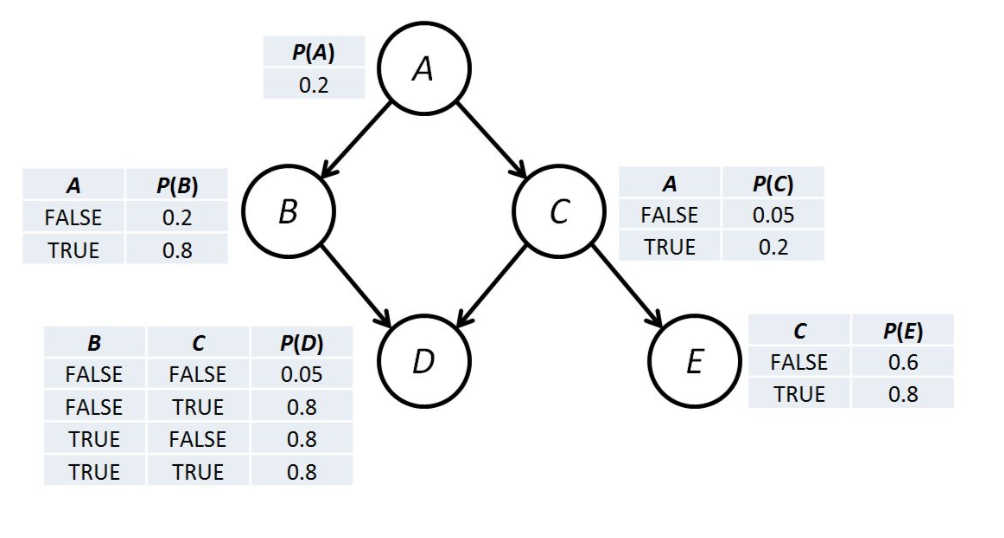 P(A)
0.2
A
A P(B)
FALSE 0.2
TRUE 0.8
B
C
A P(C)
FALSE 0.05
TRUE 0.2
B C P(D)
FALSE FALSE 0.05
FALSE TRUE 0.8
TRUE FALSE 0.8
TRUE TRUE 0.8
D
E
C P(E)
FALSE 0.6
TRUE 0.8